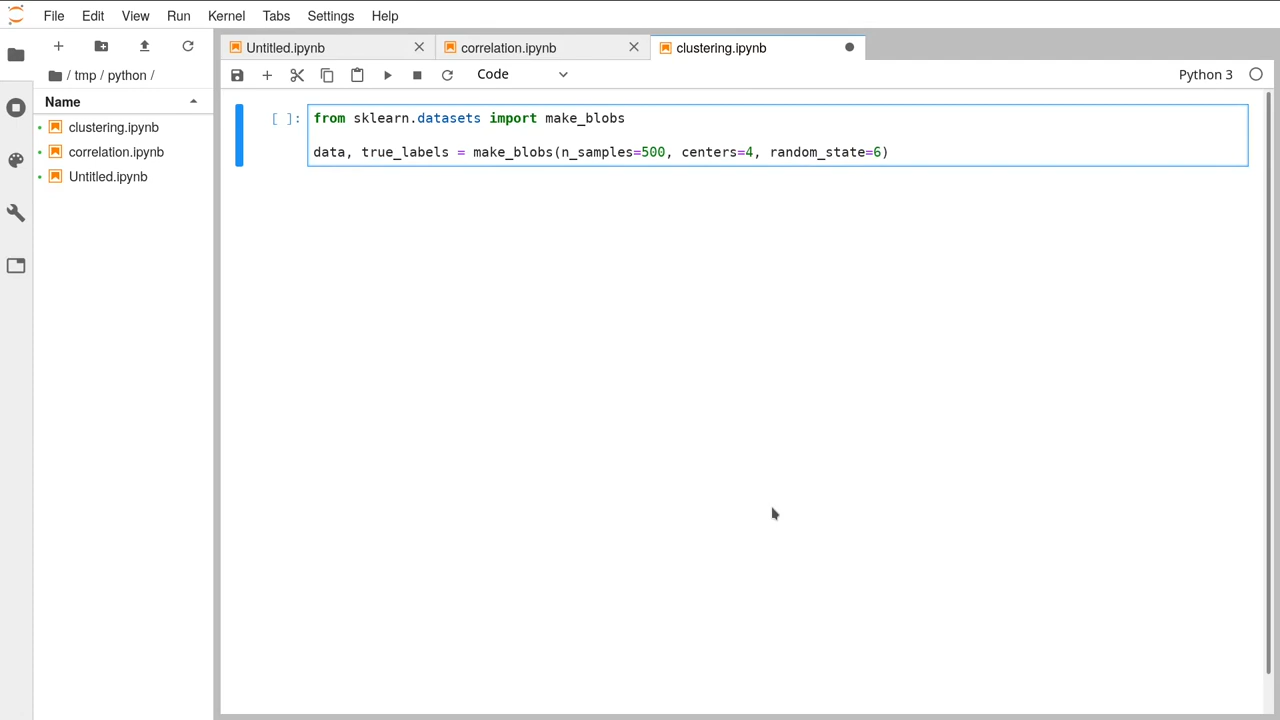 File Edit View Run Kernel Tabs Settings Help
Untitled.ipynb correlation.ipynb clustering.ipynb
Code Python 3
/ tmp / python /
Name
clustering.ipynb
correlation.ipynb
Untitled.ipynb
[ ]: from sklearn.datasets import make_blobs
data, true_labels = make_blobs(n_samples=500, centers=4, random_state=6)